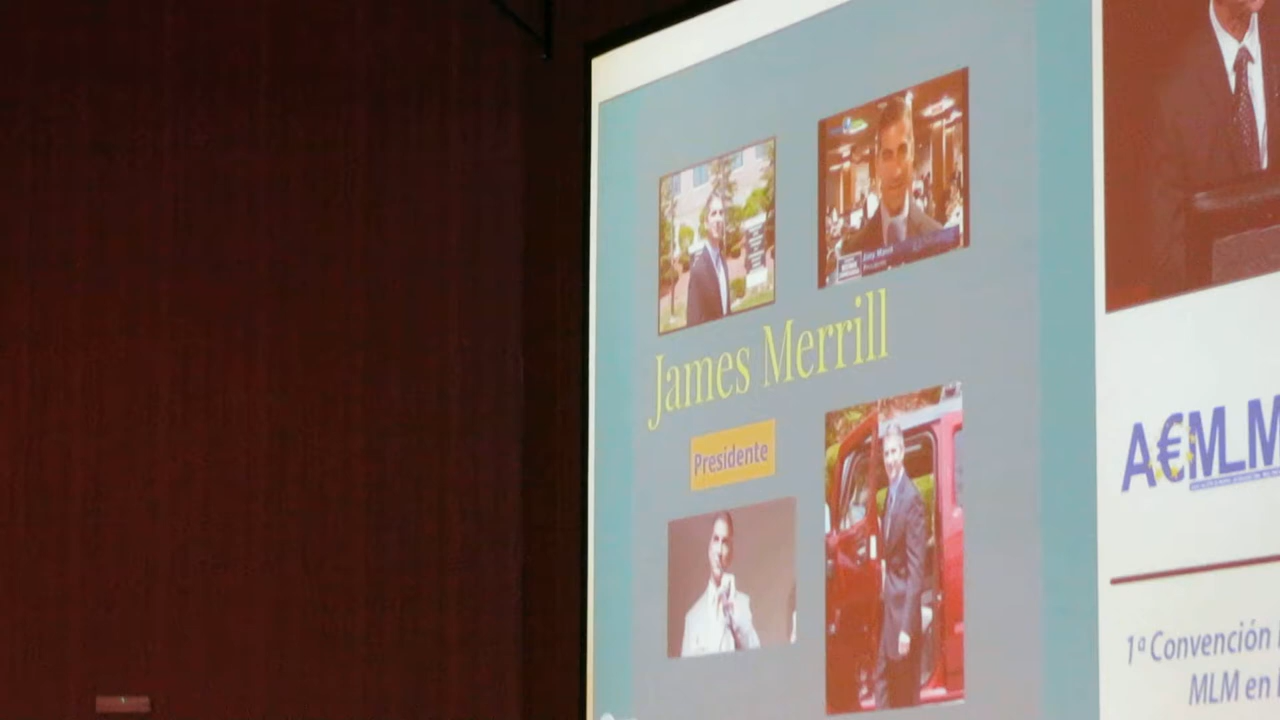 James Merrill
Presidente
A€MLM
1ª Convención
MLM en